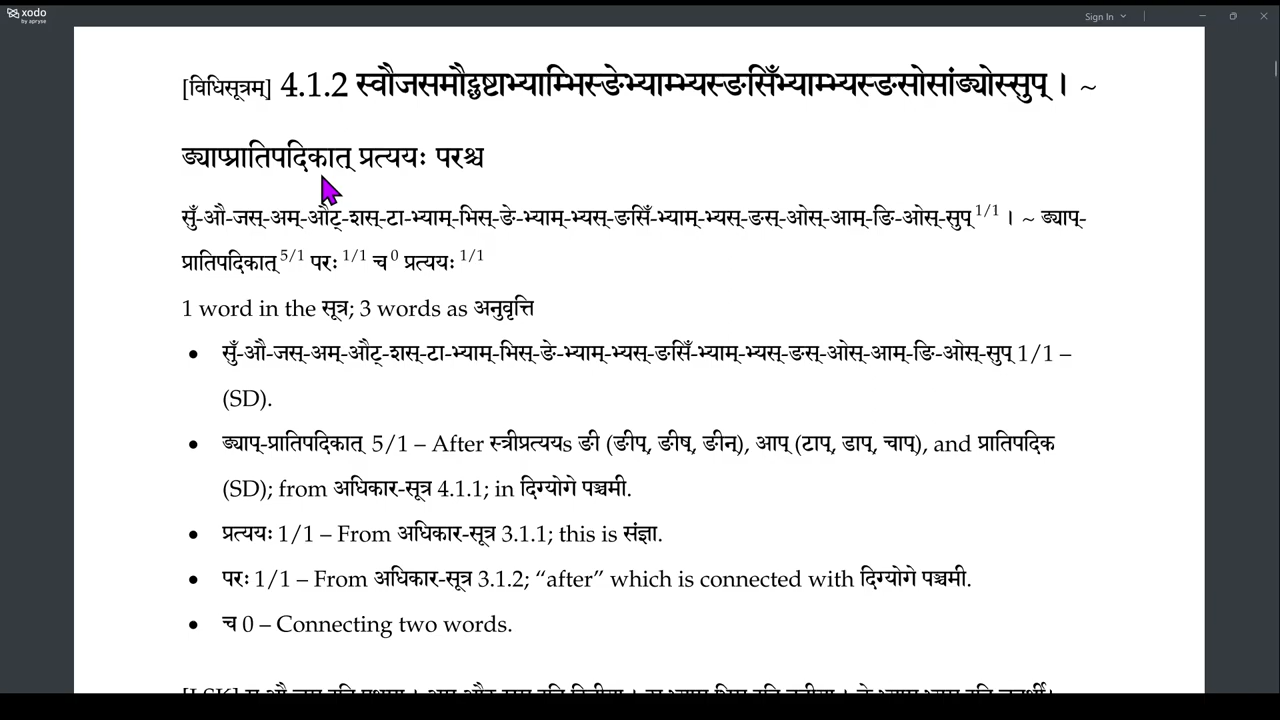 xodo
by apryse
Sign In
[विधिसूत्रम्] 4.1.2 स्वौजसमौट्छष्टाभ्याम्भिस्ङेभ्याम्भ्यस्ङसिँभ्याम्भ्यस्ङसोसांङ्योस्सुप् । ~
ङ्याप्प्रातिपदिकात् प्रत्ययः परश्च
सुँ-औ-जस्-अम्-औट्-शस्-टा-भ्याम्-भिस्-ङे-भ्याम्-भ्यस्-ङसिँ-भ्याम्-भ्यस्-ङस्-ओस्-आम्-ङि-ओस्-सुप् 1/1 । ~ ङ्याप्-
प्रातिपदिकात् 5/1 परः 1/1 च 0 प्रत्ययः 1/1
1 word in the सूत्र; 3 words as अनुवृत्ति
• सुँ-औ-जस्-अम्-औट्-शस्-टा-भ्याम्-भिस्-ङे-भ्याम्-भ्यस्-ङसिँ-भ्याम्-भ्यस्-ङस्-ओस्-आम्-ङि-ओस्-सुप् 1/1 –
(SD).
• ङ्याप्-प्रातिपदिकात् 5/1 – After स्त्रीप्रत्ययs ङी (ङीप्, ङीष्, ङीन्), आप् (टाप्, डाप्, चाप्), and प्रातिपदिक
(SD); from अधिकार-सूत्र 4.1.1; in दिग्योगे पञ्चमी.
• प्रत्ययः 1/1 – From अधिकार-सूत्र 3.1.1; this is संज्ञा.
• परः 1/1 – From अधिकार-सूत्र 3.1.2; “after” which is connected with दिग्योगे पञ्चमी.
• च 0 – Connecting two words.